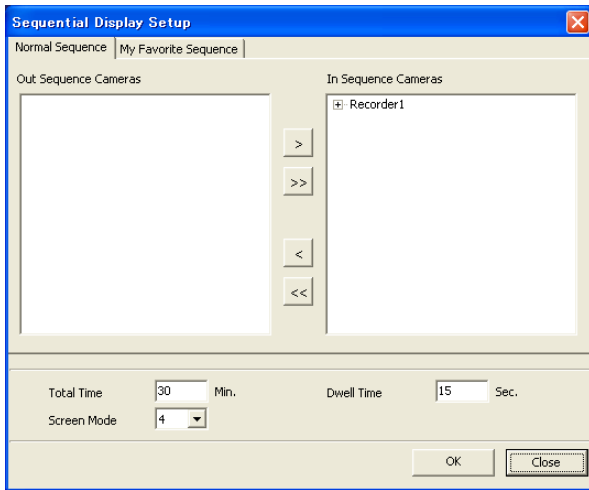 Sequential Display Setup
Normal Sequence My Favorite Sequence
Out Sequence Cameras In Sequence Cameras
Recorder1
>
>>
<
<<
Total Time 30 Min. Dwell Time 15 Sec.
Screen Mode 4
OK Close